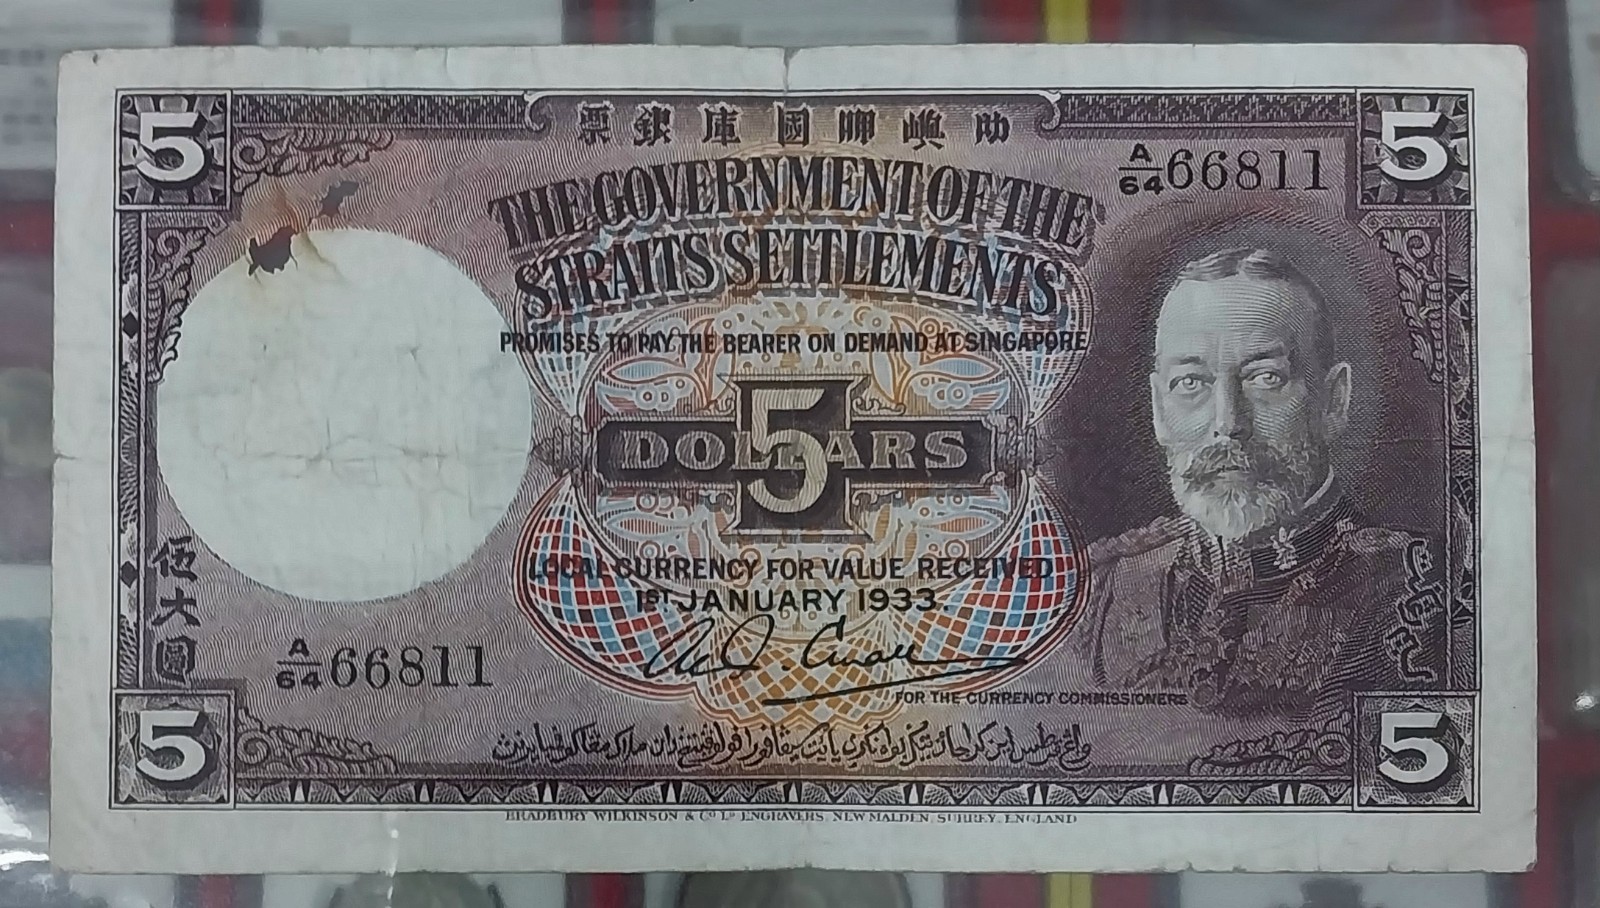 5
票銀庫國岬嶼叻
5
A/64 66811
THE GOVERNMENT OF THE
STRAITS SETTLEMENTS
PROMISES TO PAY THE BEARER ON DEMAND AT SINGAPORE
5
DOLLARS
LOCAL CURRENCY FOR VALUE RECEIVED
1ST JANUARY 1933.
伍大圓
A/64 66811
FOR THE CURRENCY COMMISSIONERS
5
5
BRADBURY WILKINSON & Co Ld ENGRAVERS, NEW MALDEN, SURREY, ENGLAND